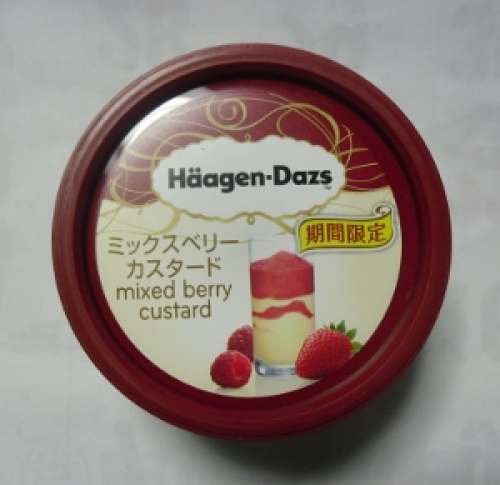 Häagen-Dazs
期間限定
ミックスベリー
カスタード
mixed berry
custard